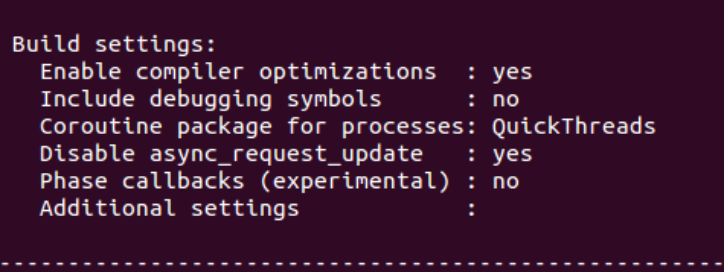 Build settings:
Enable compiler optimizations  : yes
Include debugging symbols      : no
Coroutine package for processes: QuickThreads
Disable async_request_update   : yes
Phase callbacks (experimental) : no
Additional settings            :
-----------------------------------------------------